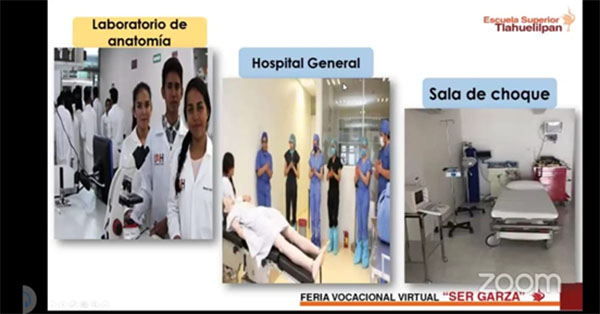 Laboratorio de
anatomía
Hospital General
Sala de choque
Escuela Superior
Tlahuelilpan
zoom
FERIA VOCACIONAL VIRTUAL "SER GARZA"